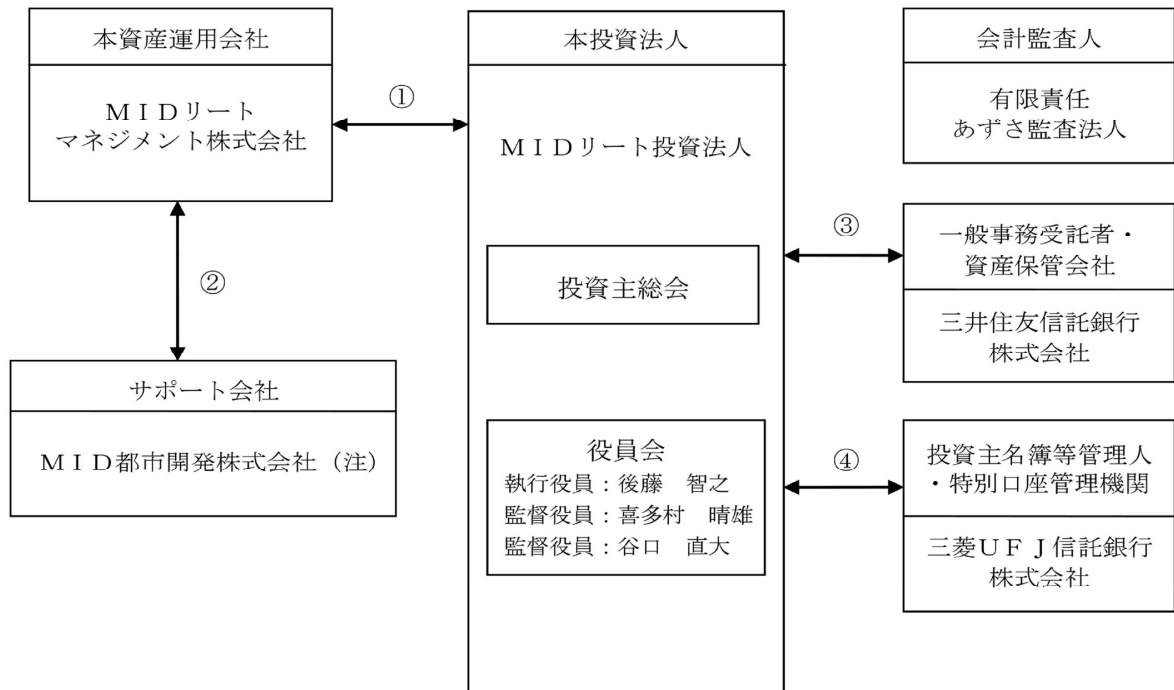 本資産運用会社
ＭＩＤリート
マネジメント株式会社
①
②
サポート会社
ＭＩＤ都市開発株式会社（注）
本投資法人
ＭＩＤリート投資法人
投資主総会
役員会
執行役員：後藤　智之
監督役員：喜多村　晴雄
監督役員：谷口　直大
会計監査人
有限責任
あずさ監査法人
③
一般事務受託者・
資産保管会社
三井住友信託銀行
株式会社
④
投資主名簿等管理人
・特別口座管理機関
三菱ＵＦＪ信託銀行
株式会社